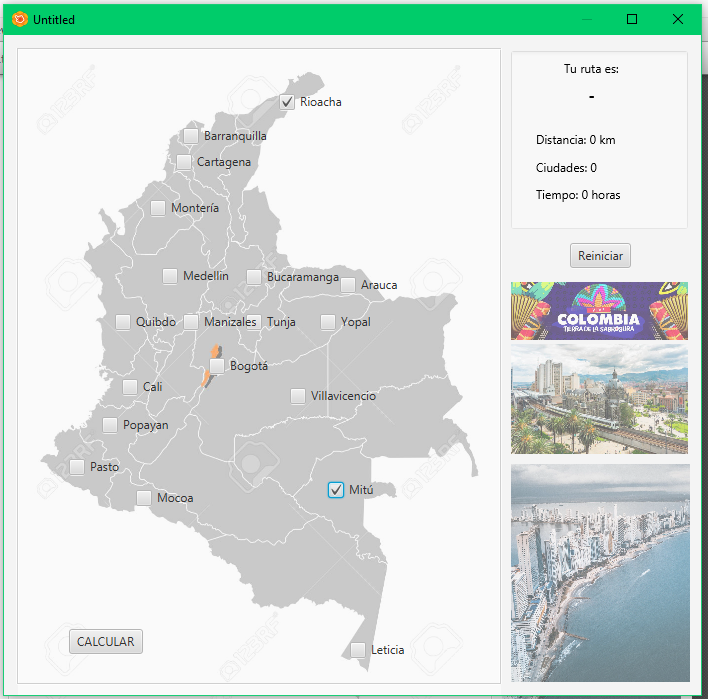 Untitled
Rioacha
Barranquilla
Cartagena
Montería
Medellin
Bucaramanga
Arauca
Quibdo
Manizales
Tunja
Yopal
Bogotá
Cali
Villavicencio
Popayan
Pasto
Mitú
Mocoa
CALCULAR
Leticia
Tu ruta es:
-
Distancia: 0 km
Ciudades: 0
Tiempo: 0 horas
Reiniciar
COLOMBIA
TIERRA DE LA SABROSURA
123RF